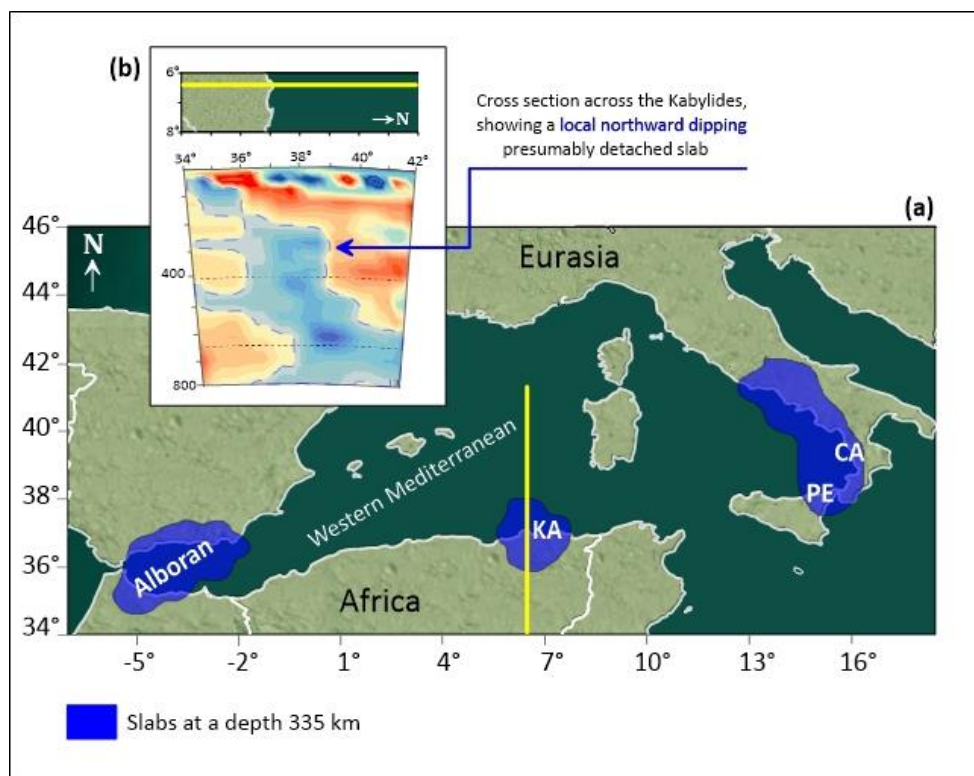 (b)
6°
8°
N
34° 36° 38° 40° 42°
400
800
Cross section across the Kabylides,
showing a local northward dipping
presumably detached slab
(a)
46°
44°
42°
40°
38°
36°
34°
N
Eurasia
Western Mediterranean
CA
PE
KA
Alboran
Africa
-5° -2° 1° 4° 7° 10° 13° 16°
Slabs at a depth 335 km